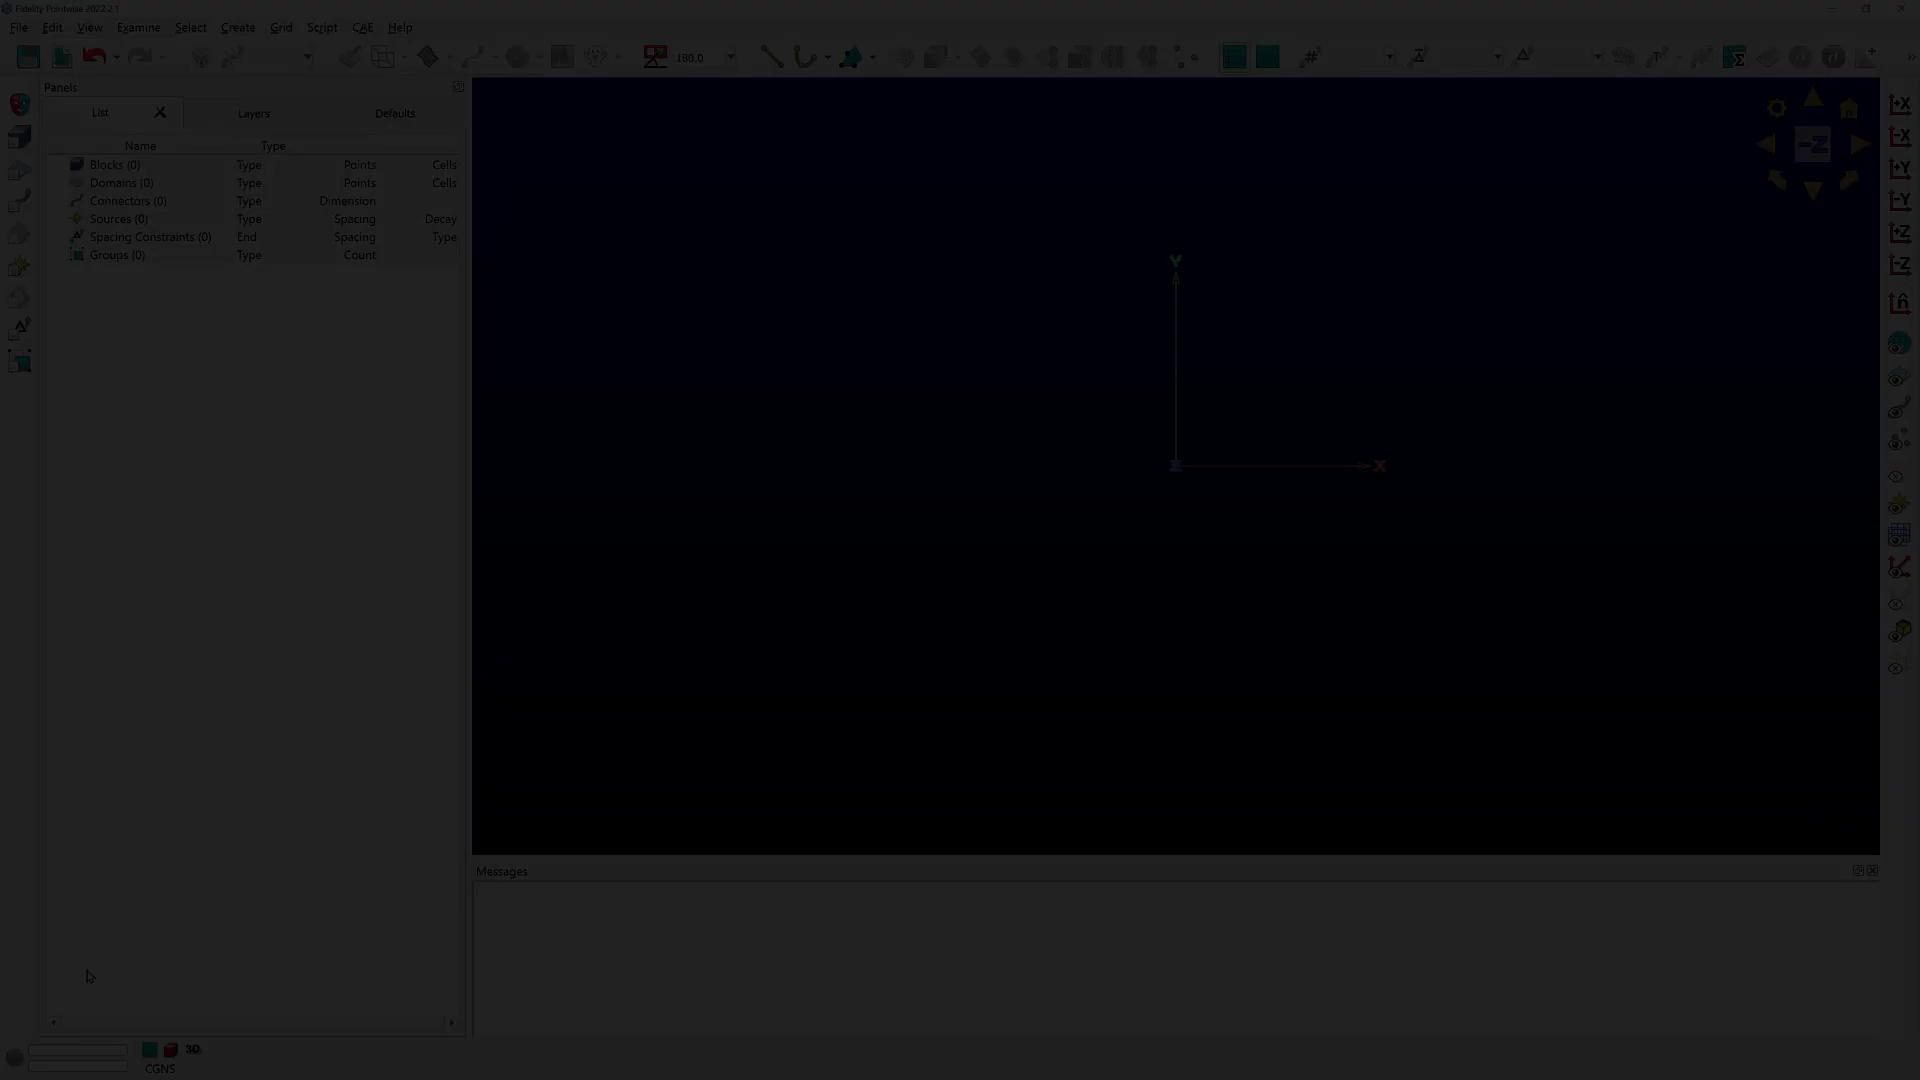 Fidelity Pointwise 2022.2.1
File Edit View Examine Select Create Grid Script CAE Help
180.0
Panels
List Layers Defaults
Name Type
Blocks (0) Type Points Cells
Domains (0) Type Points Cells
Connectors (0) Type Dimension
Sources (0) Type Spacing Decay
Spacing Constraints (0) End Spacing Type
Groups (0) Type Count
-Z
Y
Z X
+X
-X
+Y
-Y
+Z
-Z
n̂
Messages
3D
CGNS